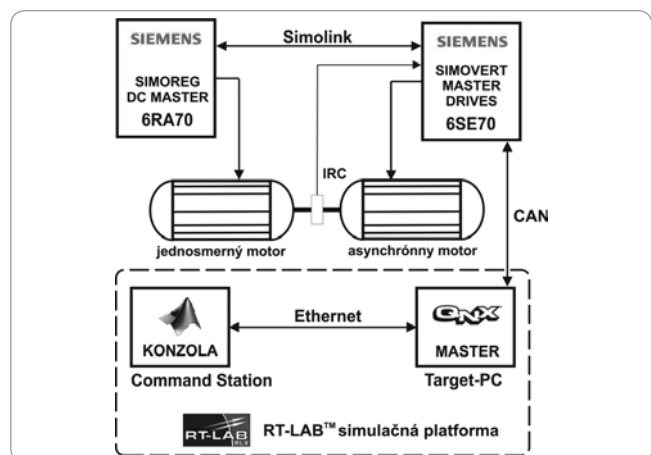 SIEMENS
SIMOREG
DC MASTER
6RA70
Simolink
SIEMENS
SIMOVERT
MASTER
DRIVES
6SE70
IRC
CAN
jednosmerný motor
asynchrónny motor
KONZOLA
Ethernet
QNX
MASTER
Command Station
Target-PC
RT-LAB
RT-LAB™ simulačná platforma